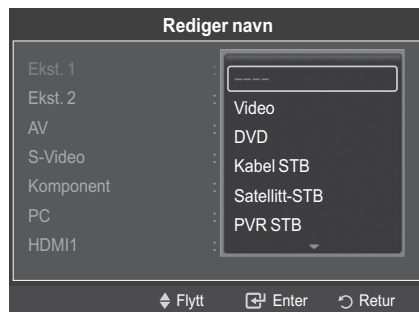 Rediger navn
Ekst. 1 : ----
Ekst. 2 : Video
AV : DVD
S-Video : Kabel STB
Komponent : Satellitt-STB
PC : PVR STB
HDMI1 :
Flytt Enter Retur